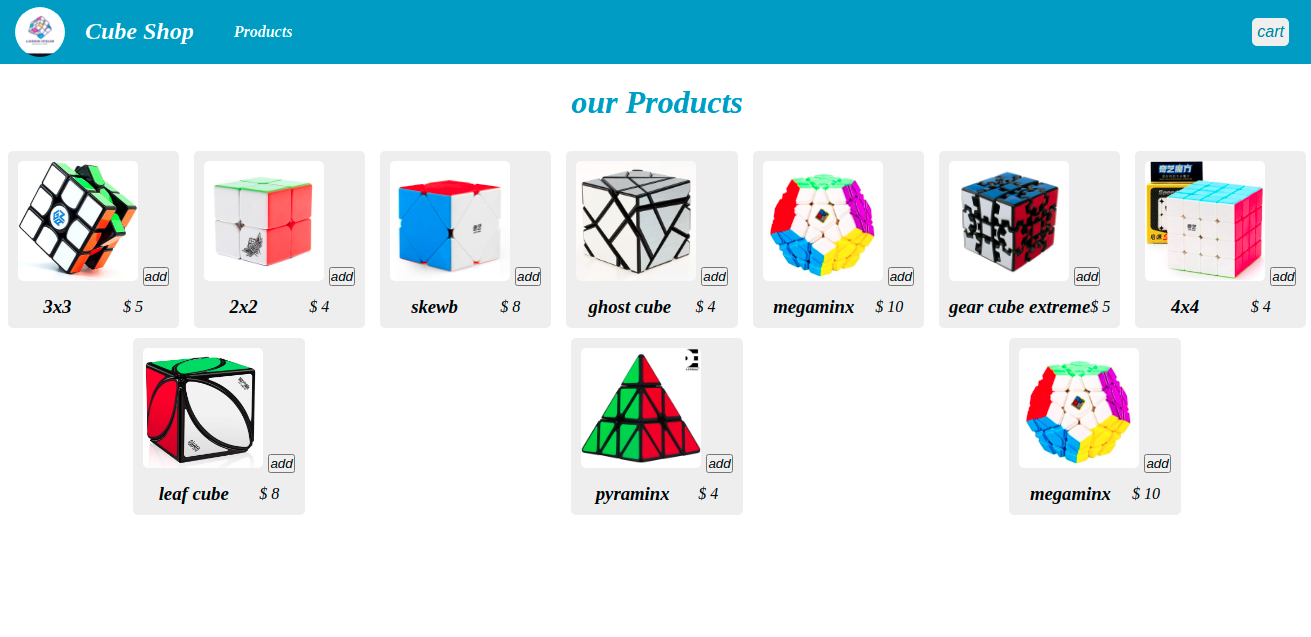 Cube Shop Products cart
our Products
add add add add add add add
3x3 $ 5 2x2 $ 4 skewb $ 8 ghost cube $ 4 megaminx $ 10 gear cube extreme$ 5 4x4 $ 4
add add add
leaf cube $ 8 pyraminx $ 4 megaminx $ 10